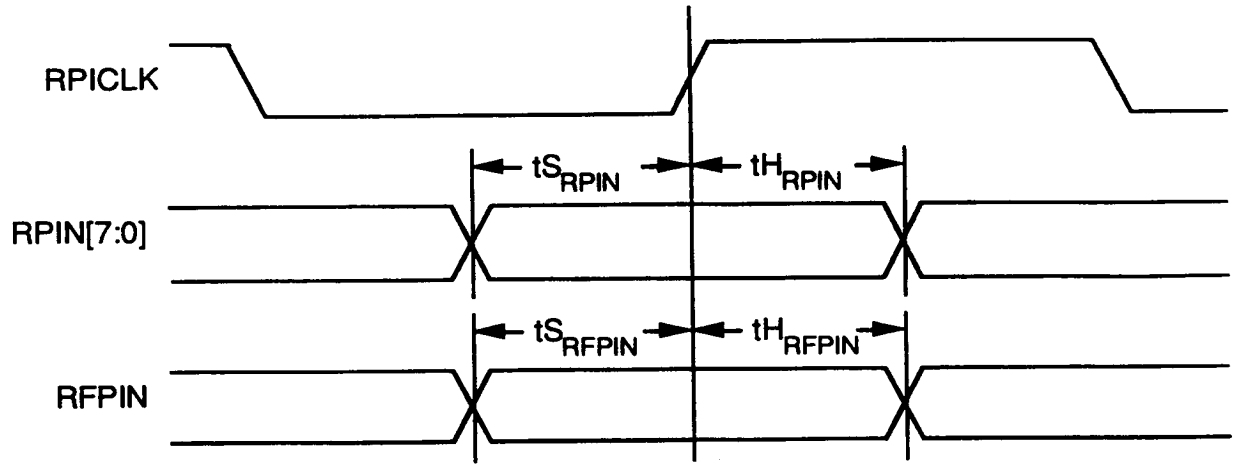 RPICLK
tS_RPIN tH_RPIN
RPIN[7:0]
tS_RFPIN tH_RFPIN
RFPIN